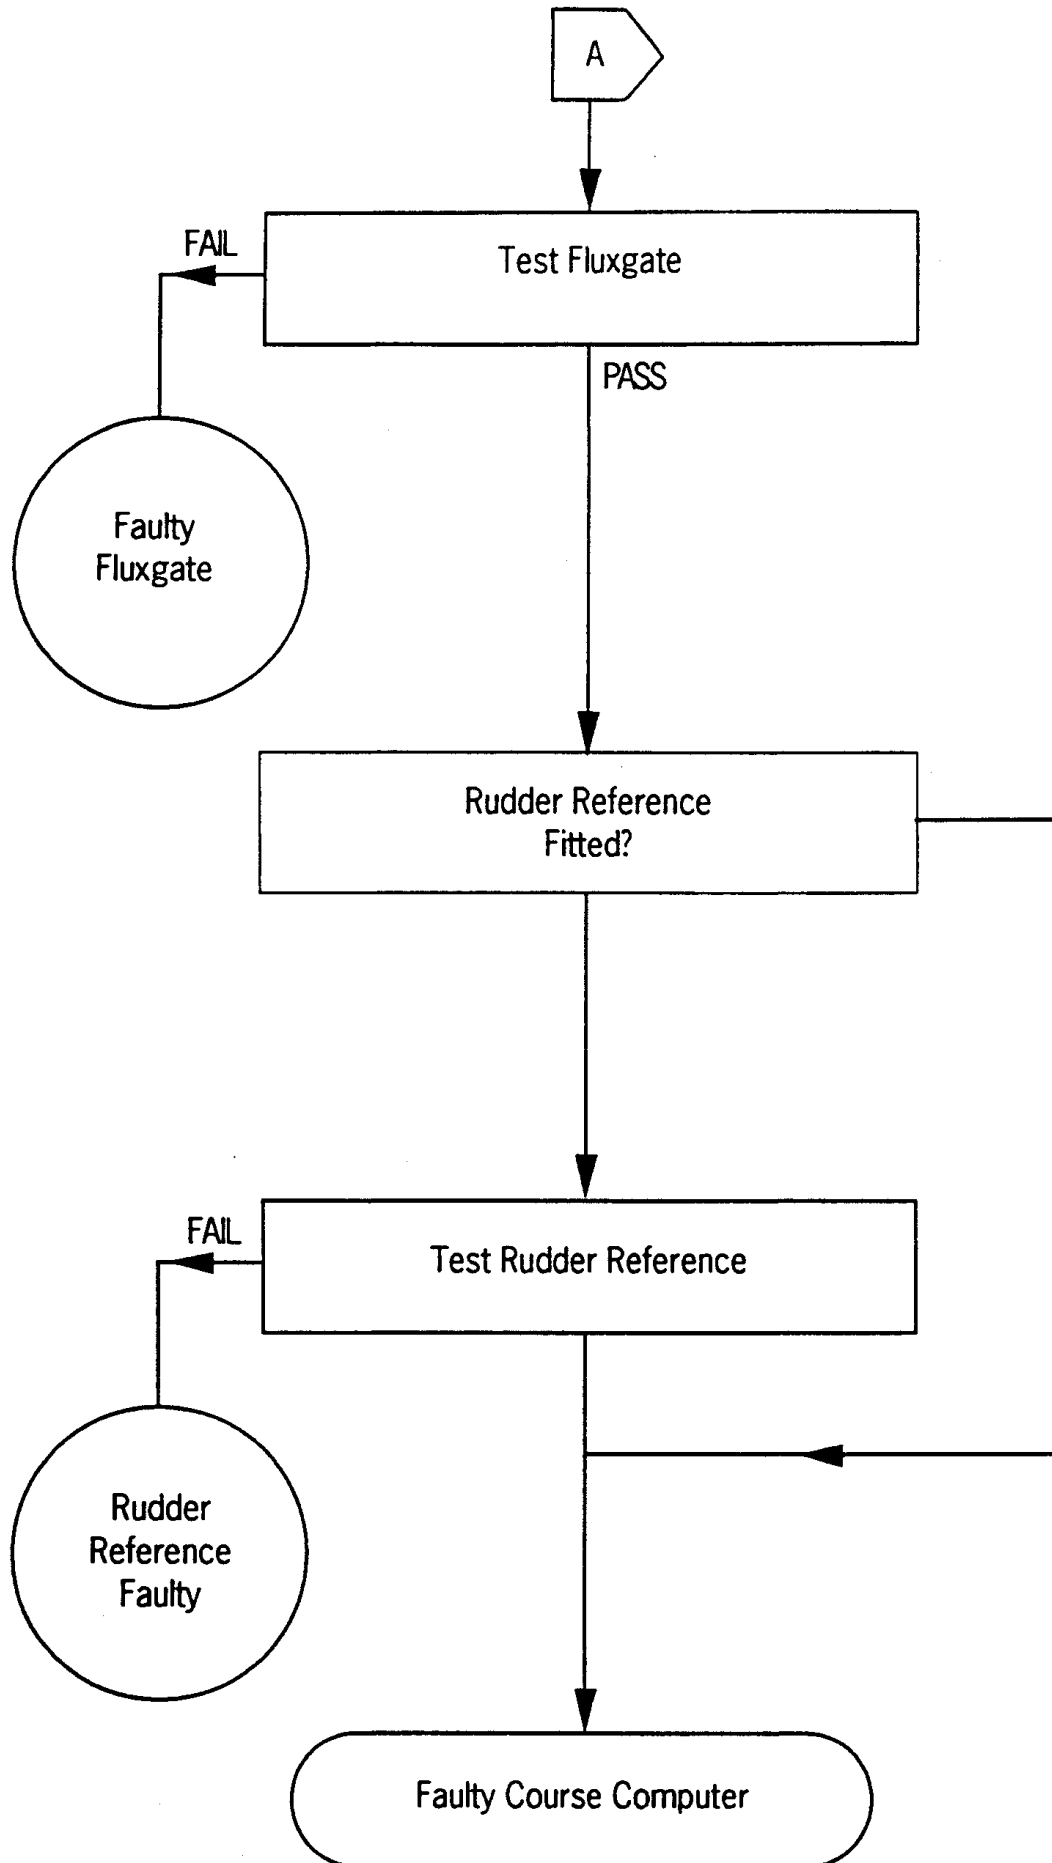 A
FAIL
Test Fluxgate
PASS
Faulty
Fluxgate
Rudder Reference
Fitted?
FAIL
Test Rudder Reference
Rudder
Reference
Faulty
Faulty Course Computer